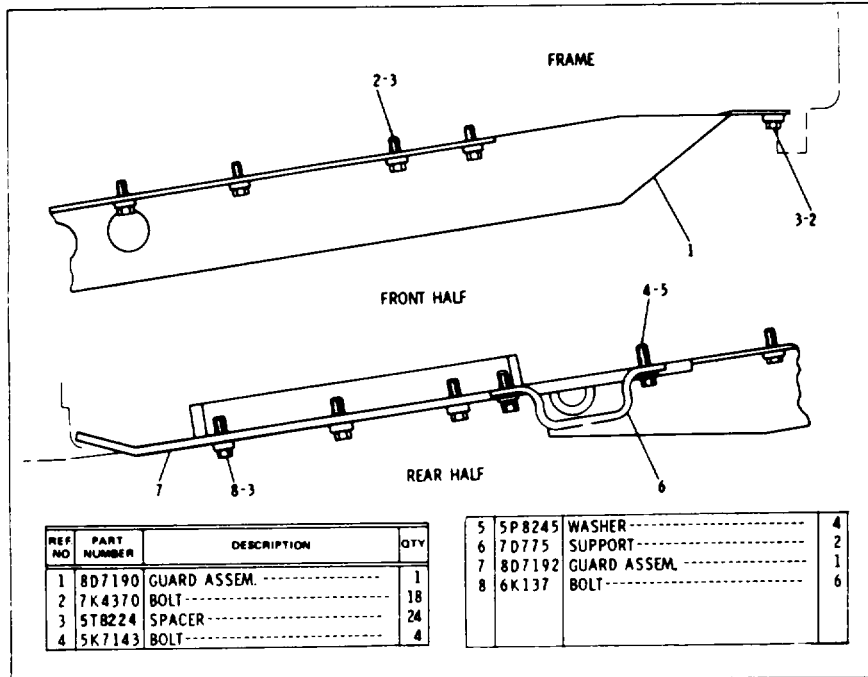 FRAME
2-3
3-2
1
FRONT HALF
4-5
7
8-3
REAR HALF
6
REF NO PART NUMBER DESCRIPTION QTY
1 8D7190 GUARD ASSEM. 1
2 7K4370 BOLT 18
3 5T8224 SPACER 24
4 5K7143 BOLT 4
5 5P8245 WASHER 4
6 7D775 SUPPORT 2
7 8D7192 GUARD ASSEM. 1
8 6K137 BOLT 6